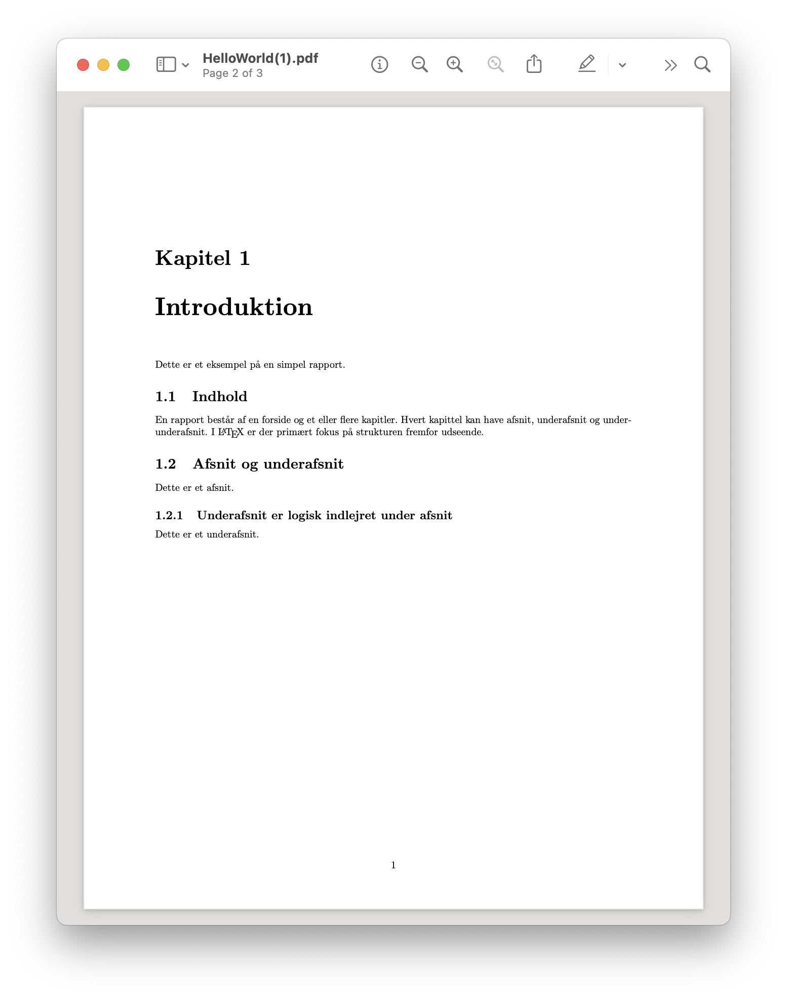 HelloWorld(1).pdf
Page 2 of 3
Kapitel 1
Introduktion
Dette er et eksempel på en simpel rapport.
1.1 Indhold
En rapport består af en forside og et eller flere kapitler. Hvert kapittel kan have afsnit, underafsnit og under-
underafsnit. I LATEX er der primært fokus på strukturen fremfor udseende.
1.2 Afsnit og underafsnit
Dette er et afsnit.
1.2.1 Underafsnit er logisk indlejret under afsnit
Dette er et underafsnit.
1